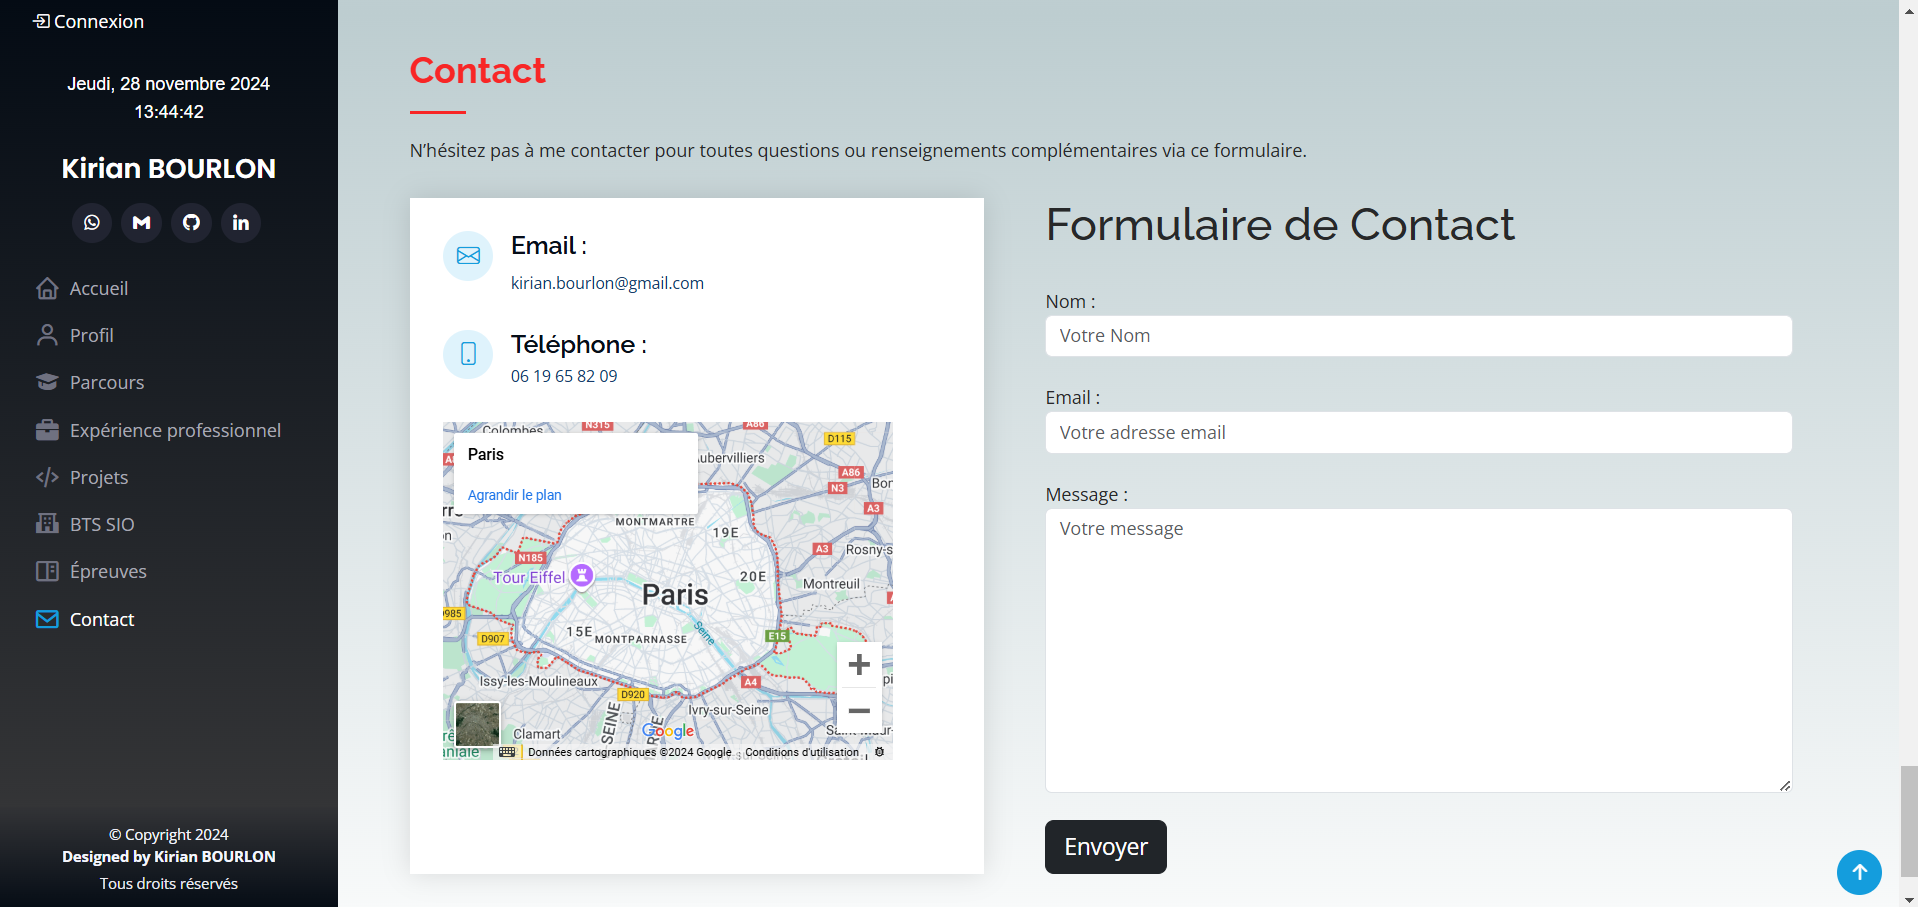 Connexion
Jeudi, 28 novembre 2024
13:44:42
Kirian BOURLON
Accueil
Profil
Parcours
Expérience professionnel
Projets
BTS SIO
Épreuves
Contact
© Copyright 2024
Designed by Kirian BOURLON
Tous droits réservés
Contact
N’hésitez pas à me contacter pour toutes questions ou renseignements complémentaires via ce formulaire.
Email :
kirian.bourlon@gmail.com
Téléphone :
06 19 65 82 09
Colombes
N315
A86
D115
Paris
Agrandir le plan
ubervilliers
A86
N3
Bon
A3
MONTMARTRE
19E
A3
Rosny-s
N185
Tour Eiffel
20E
Montreuil
Paris
985
D907
15E
MONTPARNASSE
Seine
E15
Issy-les-Moulineaux
A4
D920
Ivry-sur-Seine
SEINE
Clamart
Google
Données cartographiques ©2024 Google
Conditions d'utilisation
Formulaire de Contact
Nom :
Votre Nom
Email :
Votre adresse email
Message :
Votre message
Envoyer